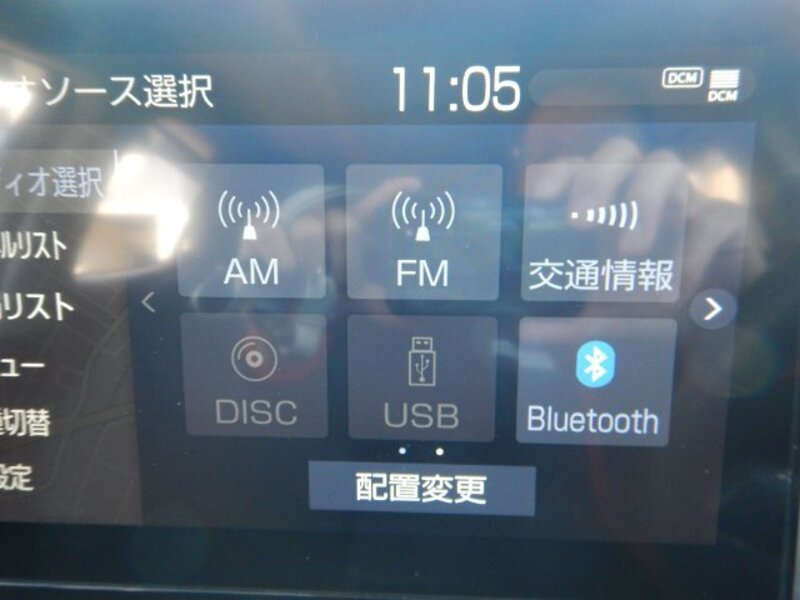 オソース選択
11:05
DCM
DCM
ディオ選択
リスト
リスト
ュー
切替
設定
AM
FM
交通情報
DISC
USB
Bluetooth
配置変更